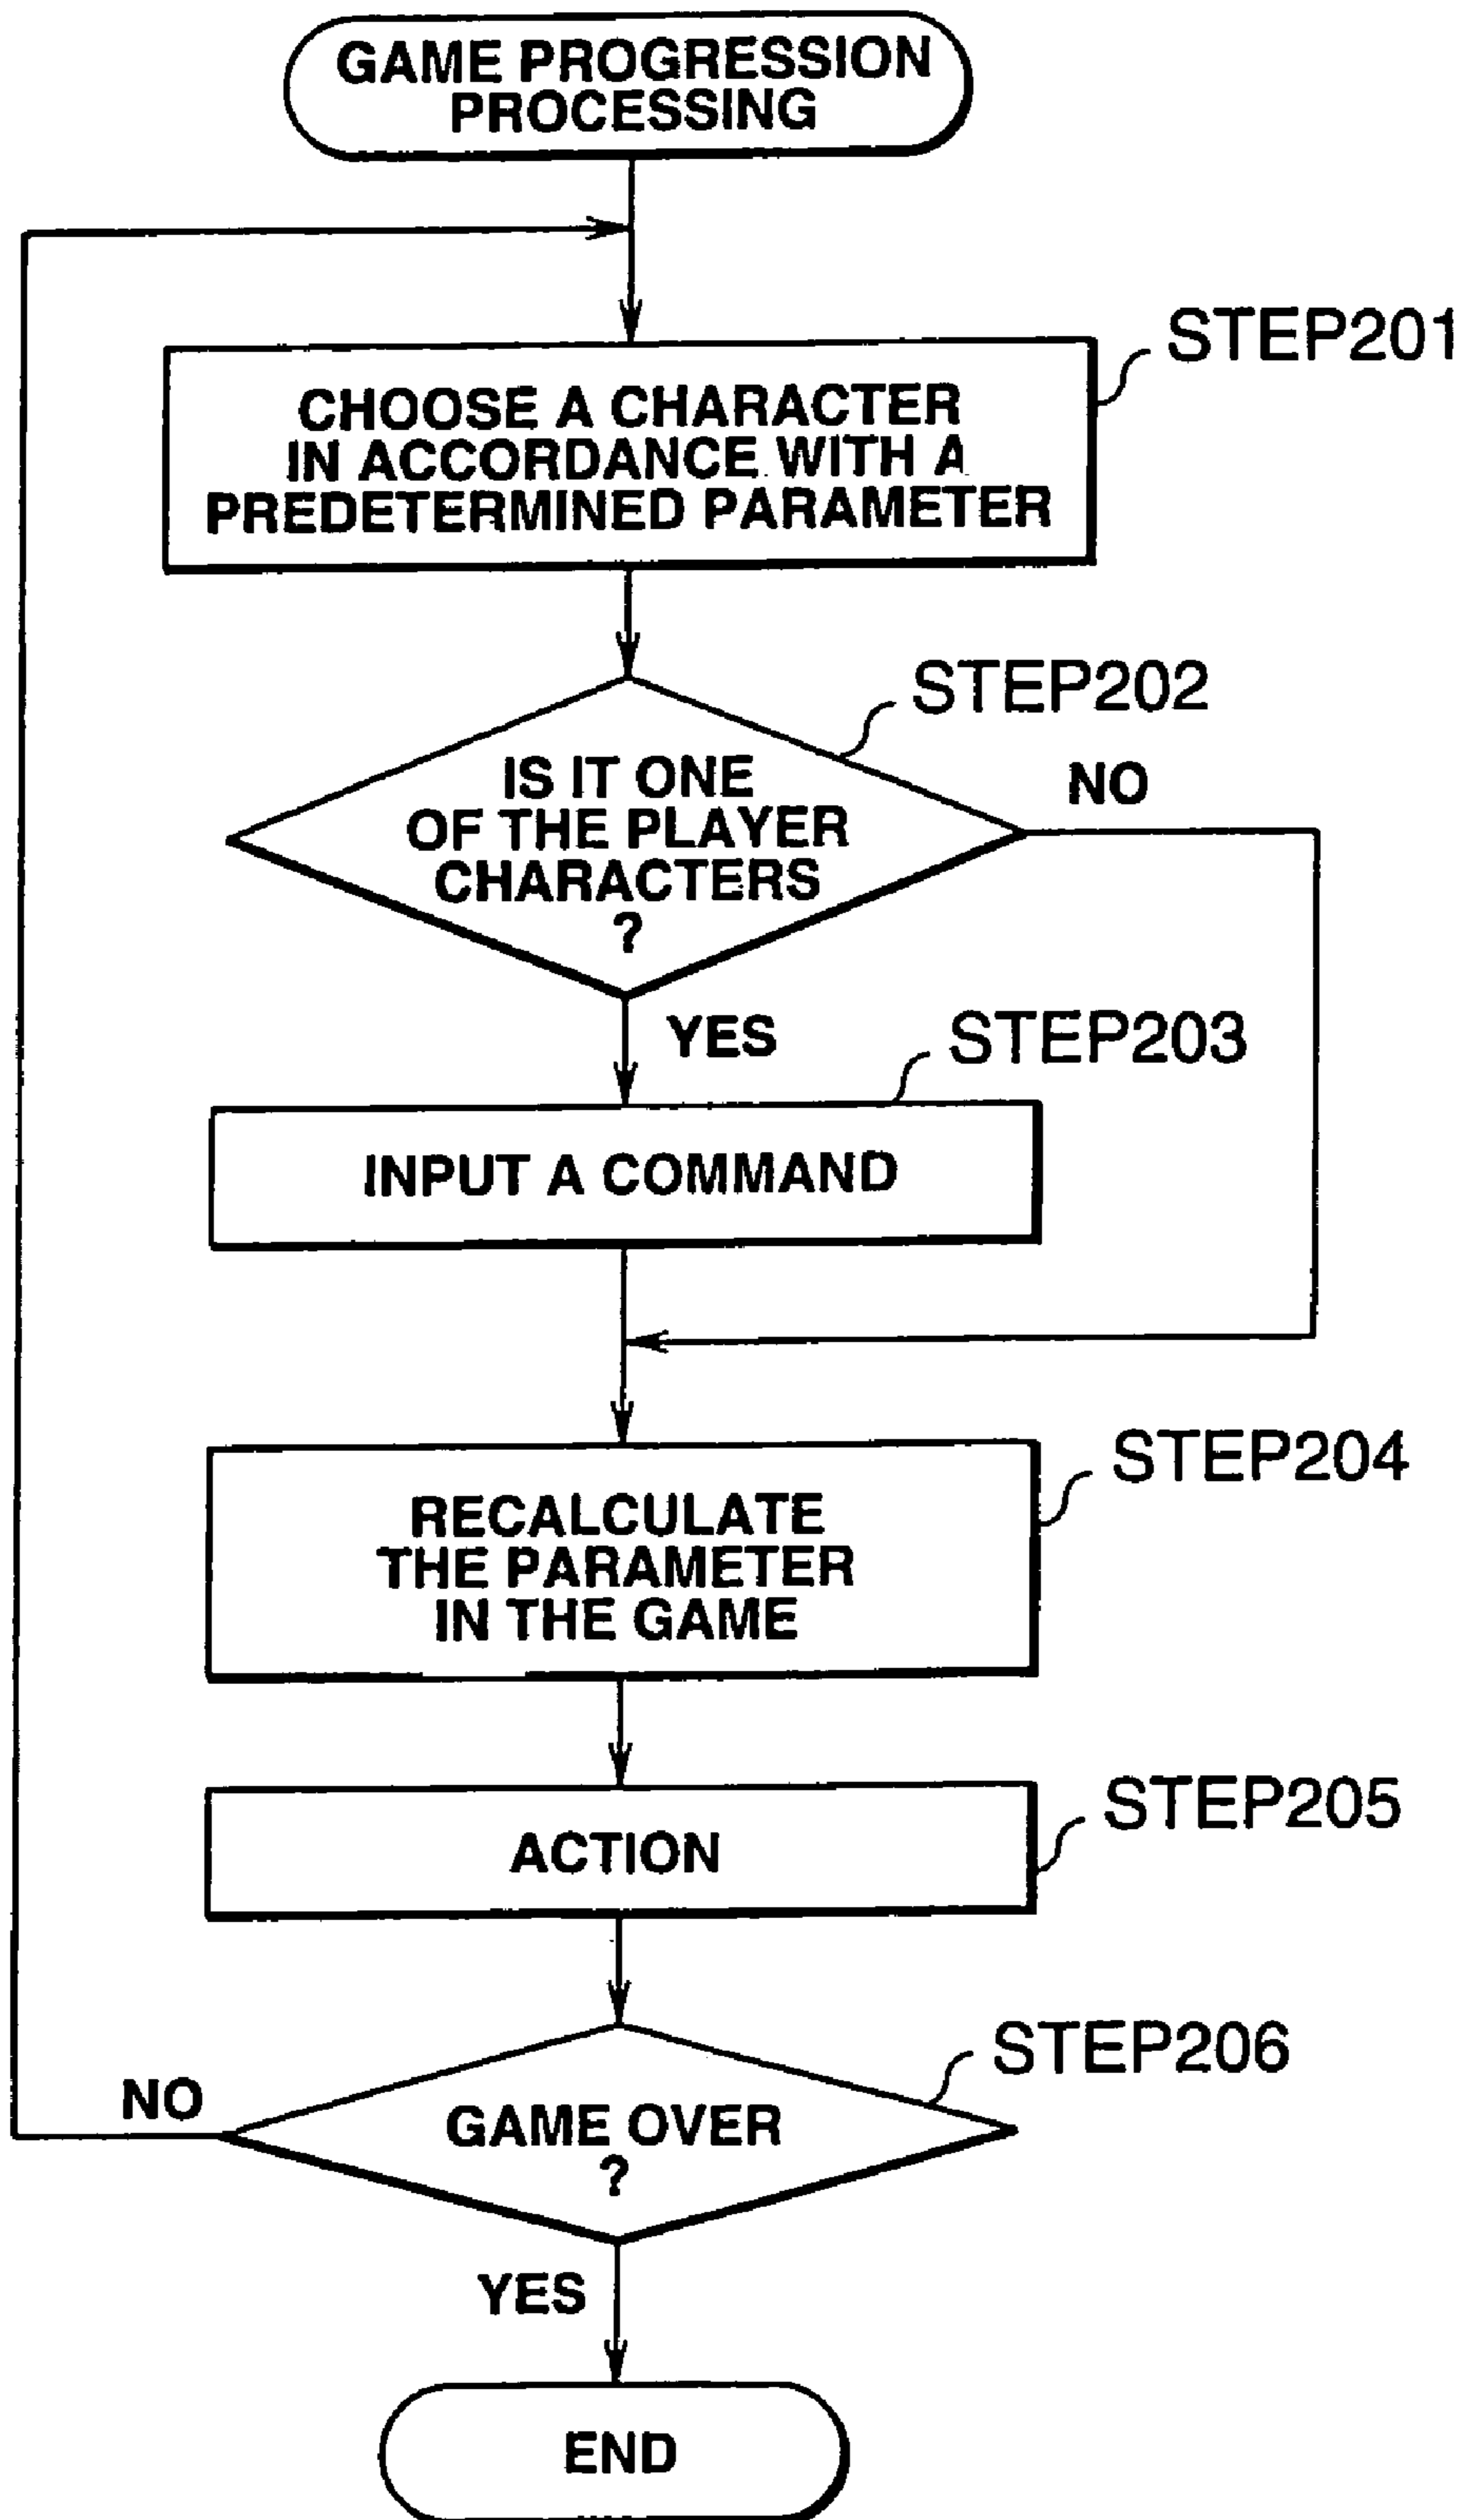 GAME PROGRESSION
PROCESSING
STEP201
CHOOSE A CHARACTER
IN ACCORDANCE WITH A
PREDETERMINED PARAMETER
STEP202
IS IT ONE
OF THE PLAYER
CHARACTERS
?
NO
YES
STEP203
INPUT A COMMAND
STEP204
RECALCULATE
THE PARAMETER
IN THE GAME
STEP205
ACTION
STEP206
NO
GAME OVER
?
YES
END